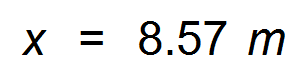 x = 8.57 m